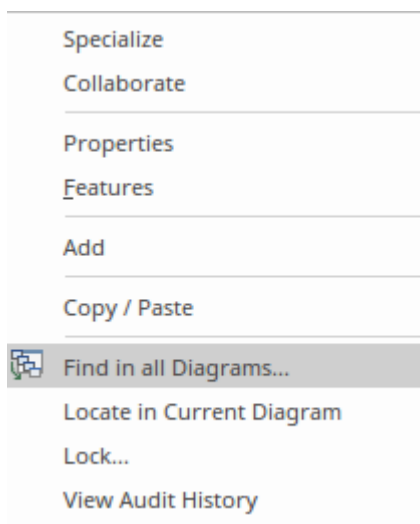 Specialize
Collaborate
Properties
Features
Add
Copy / Paste
Find in all Diagrams...
Locate in Current Diagram
Lock...
View Audit History